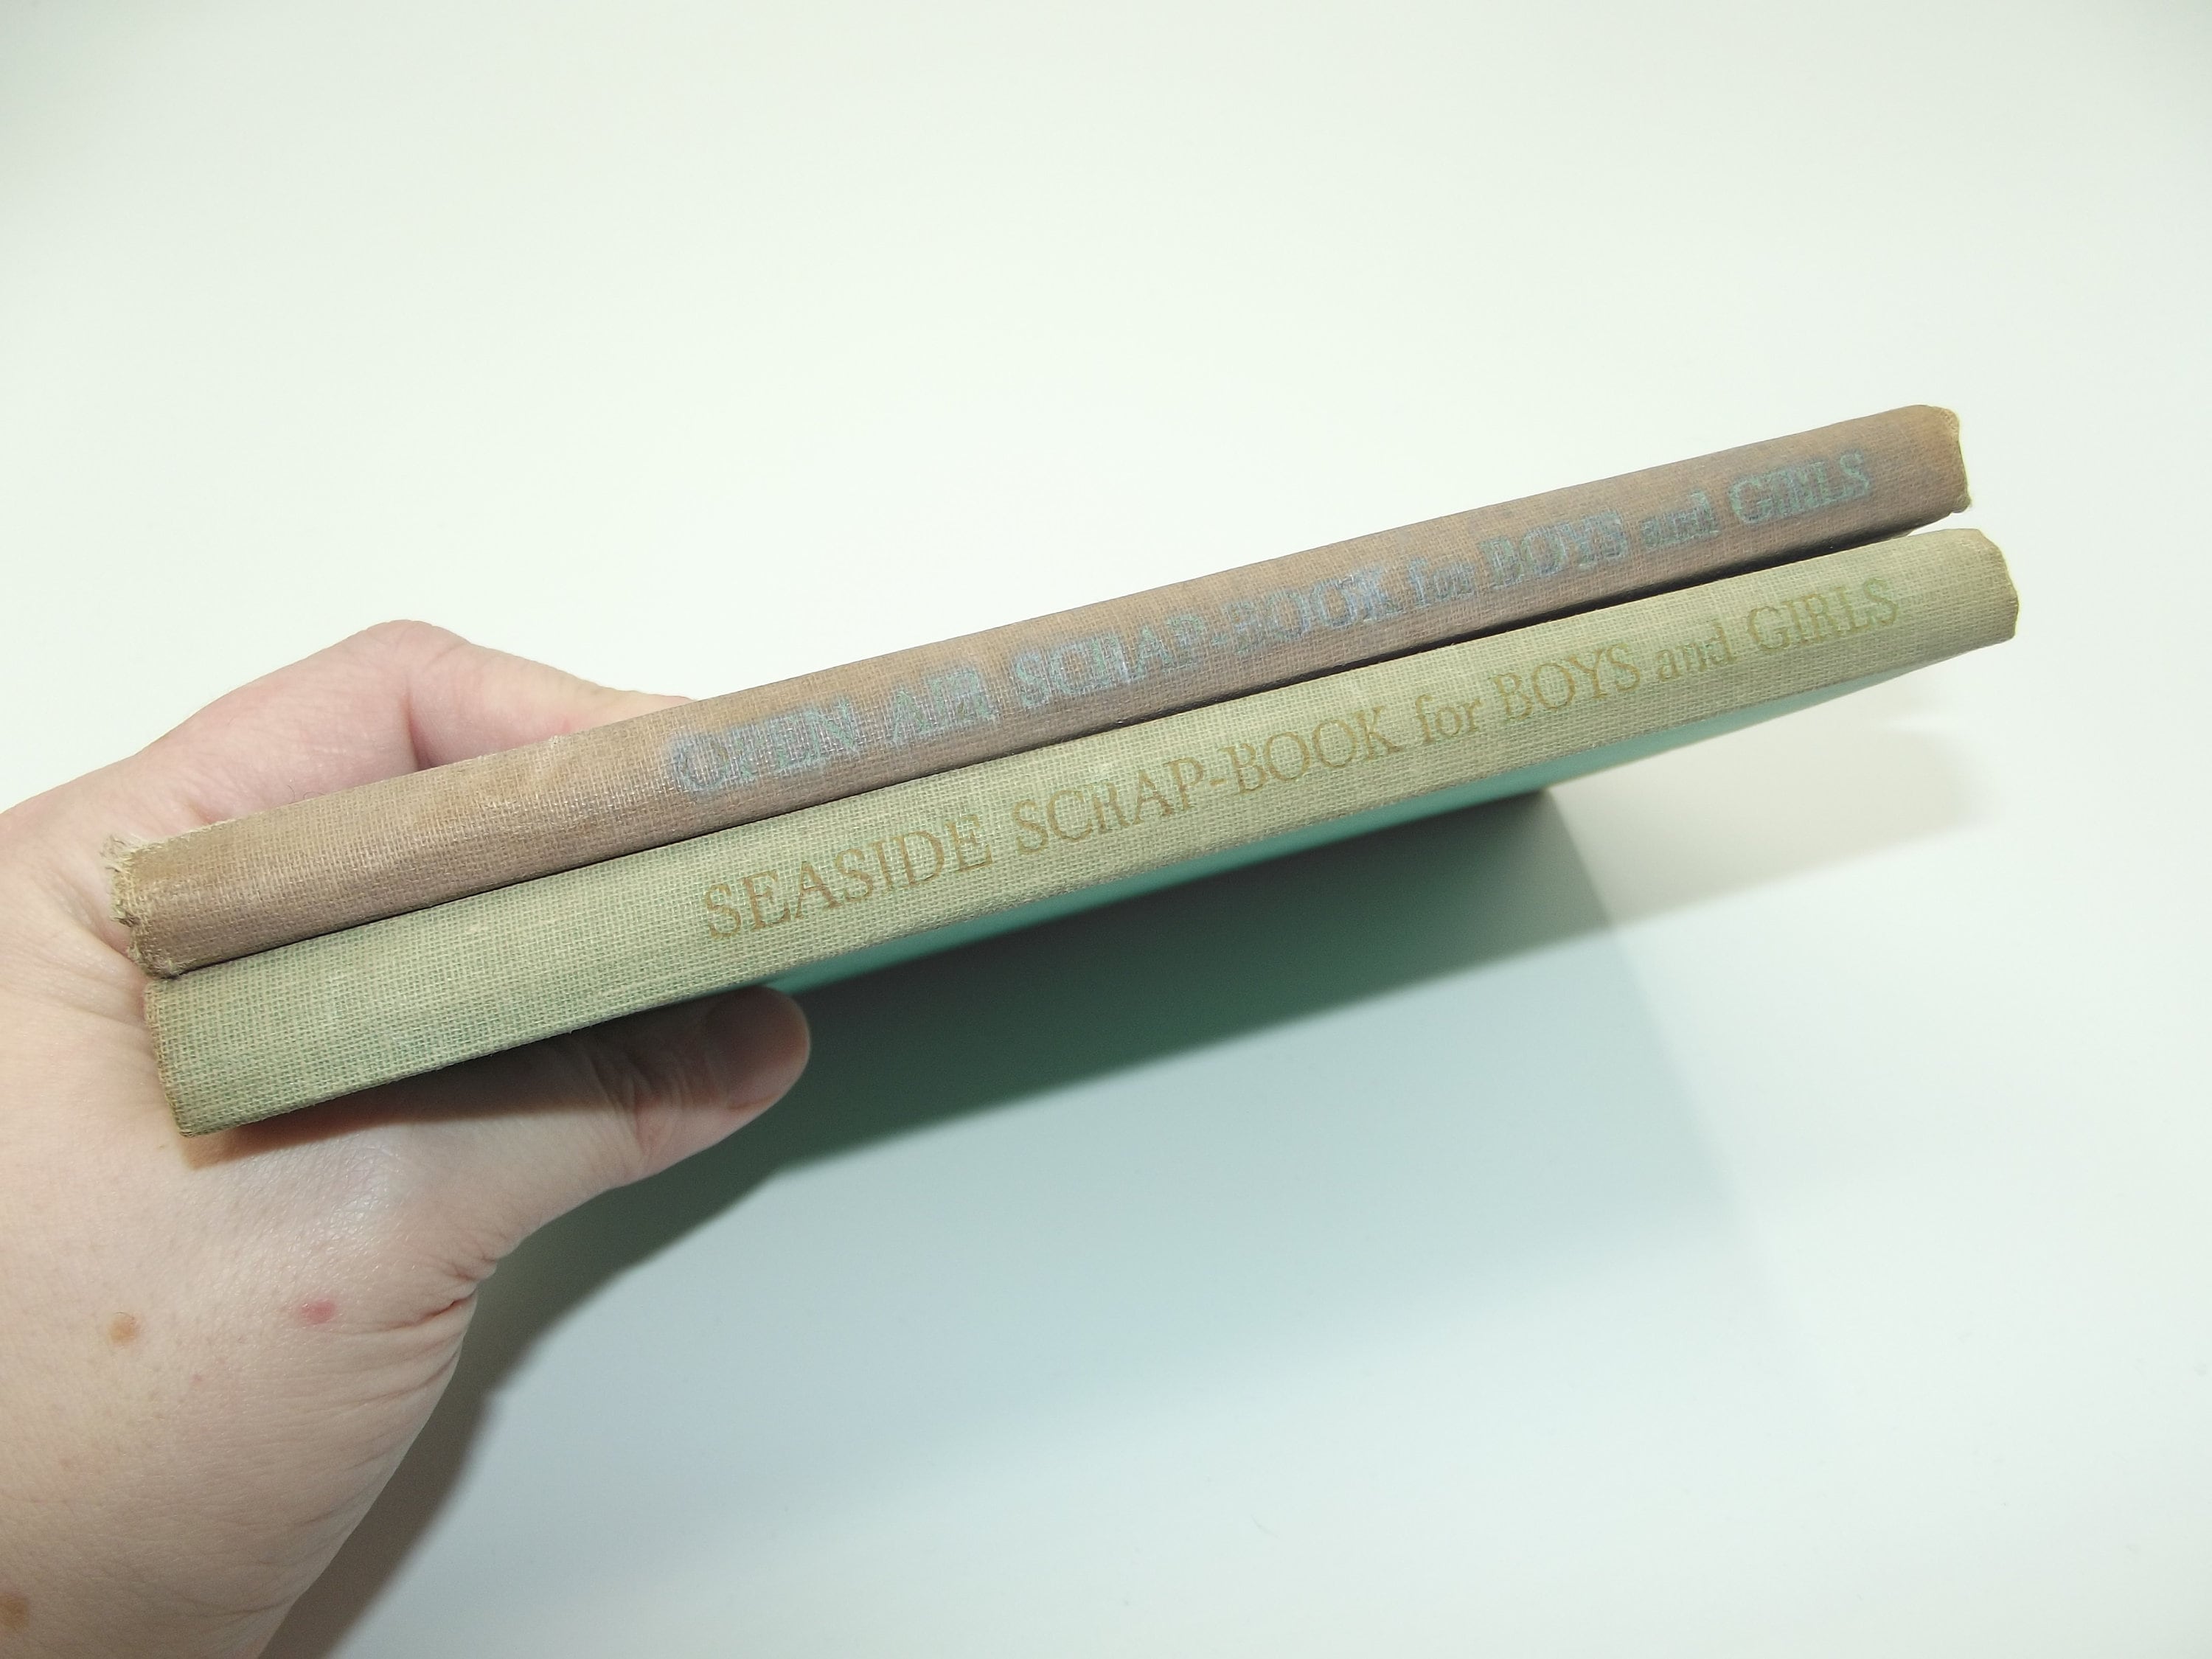 OPEN AIR SCRAP-BOOK for BOYS and GIRLS
SEASIDE SCRAP-BOOK for BOYS and GIRLS